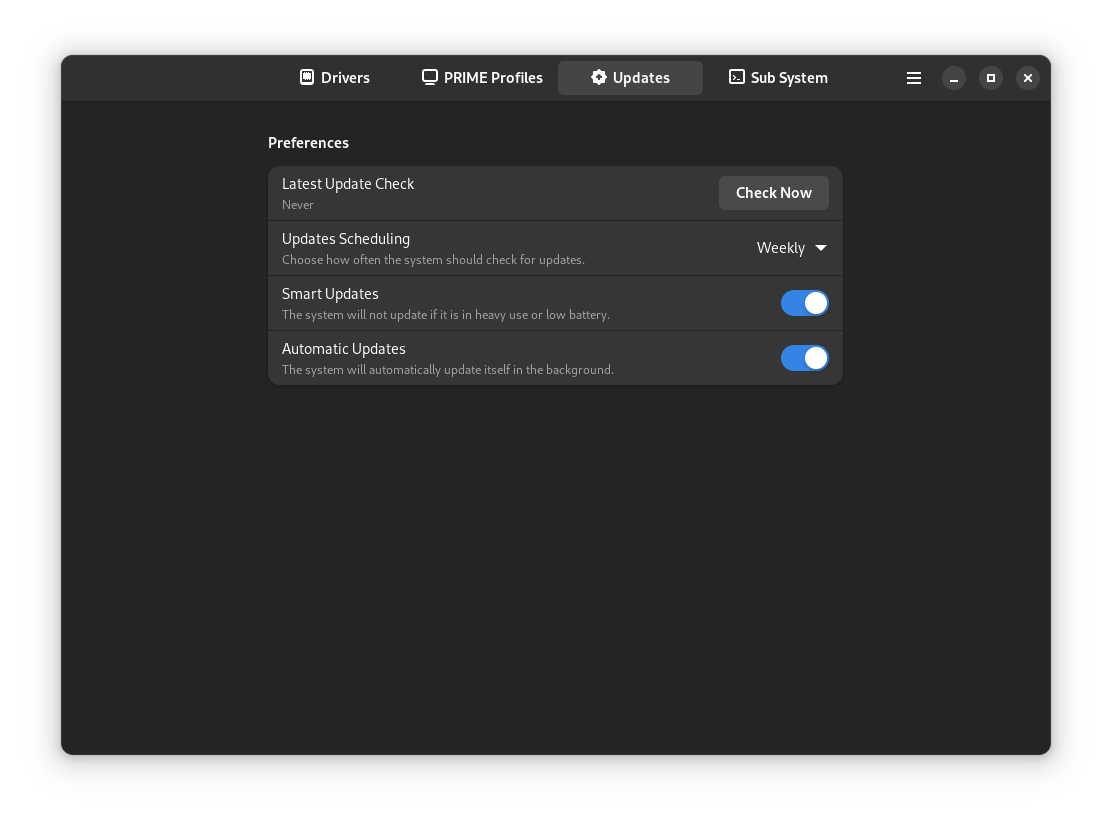 Drivers
PRIME Profiles
Updates
Sub System
Preferences
Latest Update Check
Never
Check Now
Updates Scheduling
Choose how often the system should check for updates.
Weekly
Smart Updates
The system will not update if it is in heavy use or low battery.
Automatic Updates
The system will automatically update itself in the background.